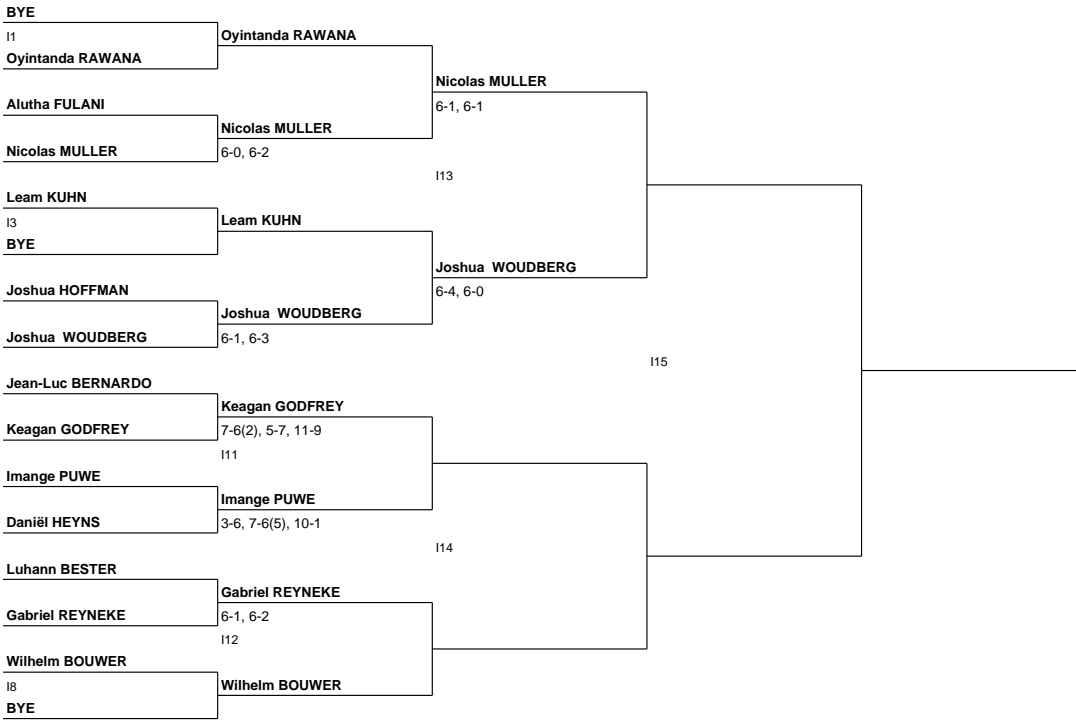 BYE
I1
Oyintanda RAWANA
Oyintanda RAWANA
Alutha FULANI
Nicolas MULLER
Nicolas MULLER
6-0, 6-2
Nicolas MULLER
6-1, 6-1
I13
Leam KUHN
I3
BYE
Leam KUHN
Joshua HOFFMAN
Joshua WOUDBERG
Joshua WOUDBERG
6-1, 6-3
Joshua WOUDBERG
6-4, 6-0
I15
Jean-Luc BERNARDO
Keagan GODFREY
Keagan GODFREY
7-6(2), 5-7, 11-9
I11
Imange PUWE
Daniël HEYNS
Imange PUWE
3-6, 7-6(5), 10-1
I14
Luhann BESTER
Gabriel REYNEKE
Gabriel REYNEKE
6-1, 6-2
I12
Wilhelm BOUWER
I8
BYE
Wilhelm BOUWER